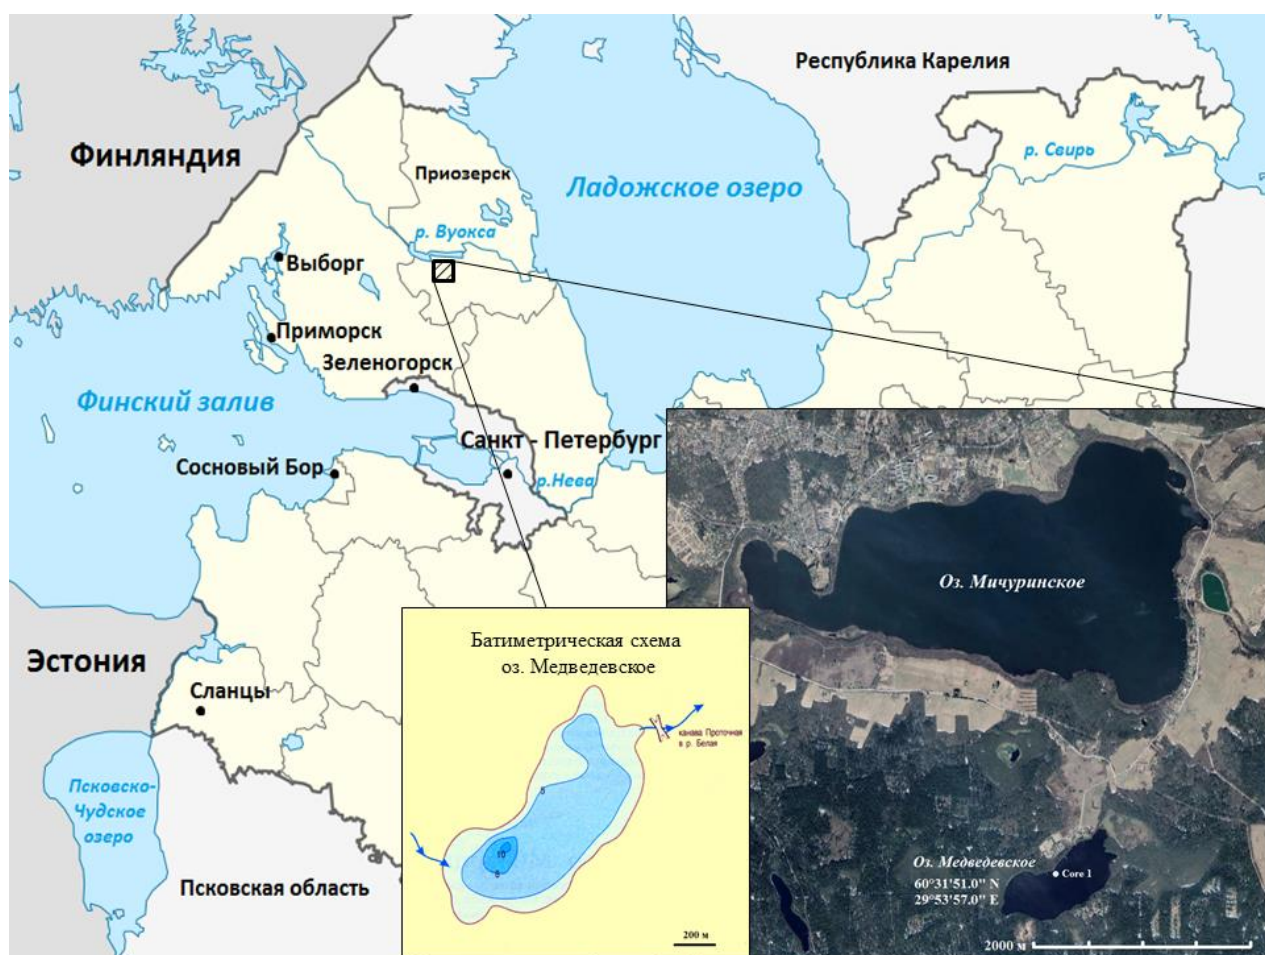 Республика Карелия
Финляндия
р. Свирь
Приозерск
Ладожское озеро
р. Вуокса
Выборг
Приморск
Зеленогорск
Финский залив
Санкт - Петербург
Сосновый Бор
р.Нева
Оз. Мичуринское
Батиметрическая схема
оз. Медведевское
Эстония
Сланцы
канава Проточная
в р. Белая
Псковско-
Чудское
озеро
5
10
8
Псковская область
200 м
Оз. Медведевское
Core 1
60°31'51.0" N
29°53'57.0" E
2000 м